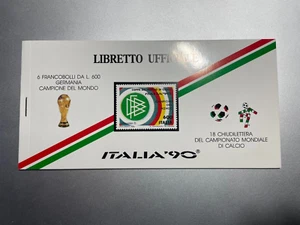 LIBRETTO UFFI
6 FRANCOBOLLI DA L. 600
GERMANIA
CAMPIONE DEL MONDO
ITALIA
18 CHIUDILETTERA
DEL CAMPIONATO MONDIALE
DI CALCIO
ITALIA'90